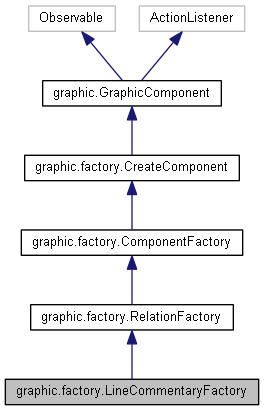 Observable
ActionListener
graphic.GraphicComponent
graphic.factory.CreateComponent
graphic.factory.ComponentFactory
graphic.factory.RelationFactory
graphic.factory.LineCommentaryFactory